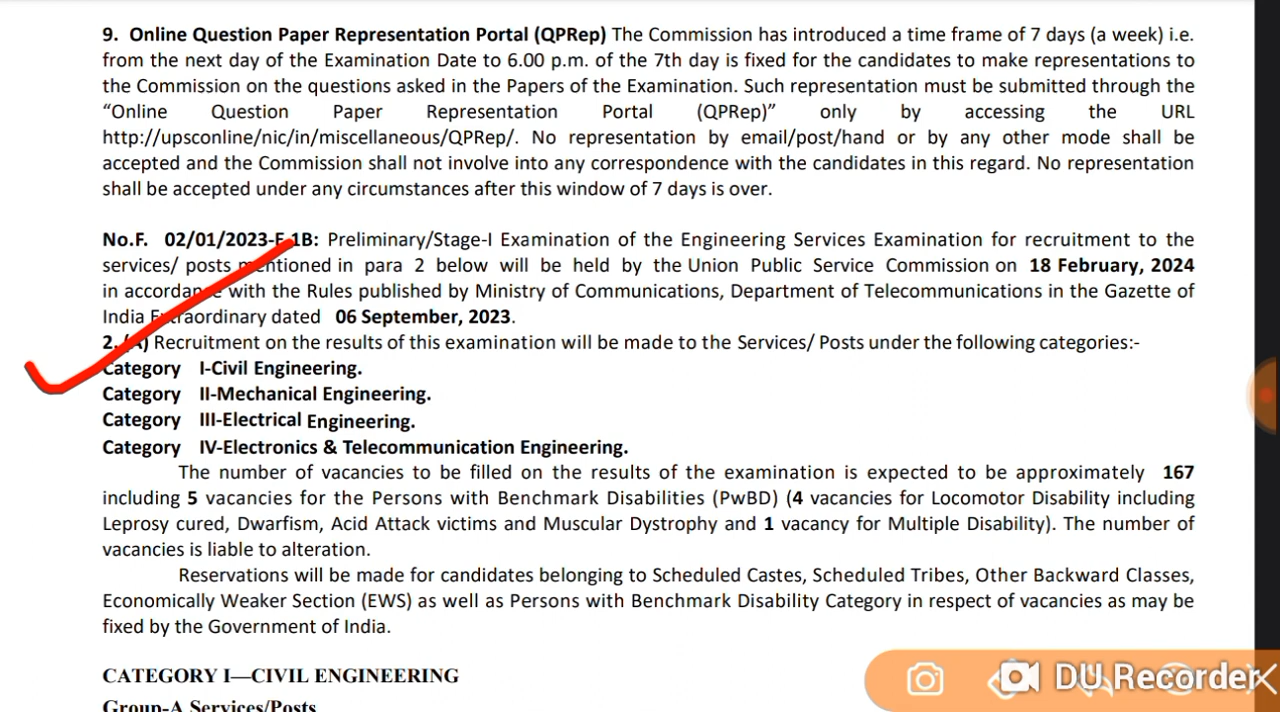 9. Online Question Paper Representation Portal (QPRep) The Commission has introduced a time frame of 7 days (a week) i.e.
from the next day of the Examination Date to 6.00 p.m. of the 7th day is fixed for the candidates to make representations to
the Commission on the questions asked in the Papers of the Examination. Such representation must be submitted through the
“Online Question Paper Representation Portal (QPRep)” only by accessing the URL
http://upsconline/nic/in/miscellaneous/QPRep/. No representation by email/post/hand or by any other mode shall be
accepted and the Commission shall not involve into any correspondence with the candidates in this regard. No representation
shall be accepted under any circumstances after this window of 7 days is over.
No.F. 02/01/2023-E.1B: Preliminary/Stage-I Examination of the Engineering Services Examination for recruitment to the
services/ posts mentioned in para 2 below will be held by the Union Public Service Commission on 18 February, 2024
in accordance with the Rules published by Ministry of Communications, Department of Telecommunications in the Gazette of
India Extraordinary dated 06 September, 2023.
2. (A) Recruitment on the results of this examination will be made to the Services/ Posts under the following categories:-
Category I-Civil Engineering.
Category II-Mechanical Engineering.
Category III-Electrical Engineering.
Category IV-Electronics & Telecommunication Engineering.
The number of vacancies to be filled on the results of the examination is expected to be approximately 167
including 5 vacancies for the Persons with Benchmark Disabilities (PwBD) (4 vacancies for Locomotor Disability including
Leprosy cured, Dwarfism, Acid Attack victims and Muscular Dystrophy and 1 vacancy for Multiple Disability). The number of
vacancies is liable to alteration.
Reservations will be made for candidates belonging to Scheduled Castes, Scheduled Tribes, Other Backward Classes,
Economically Weaker Section (EWS) as well as Persons with Benchmark Disability Category in respect of vacancies as may be
fixed by the Government of India.
CATEGORY I—CIVIL ENGINEERING
Group-A Services/Posts
DU Recorder